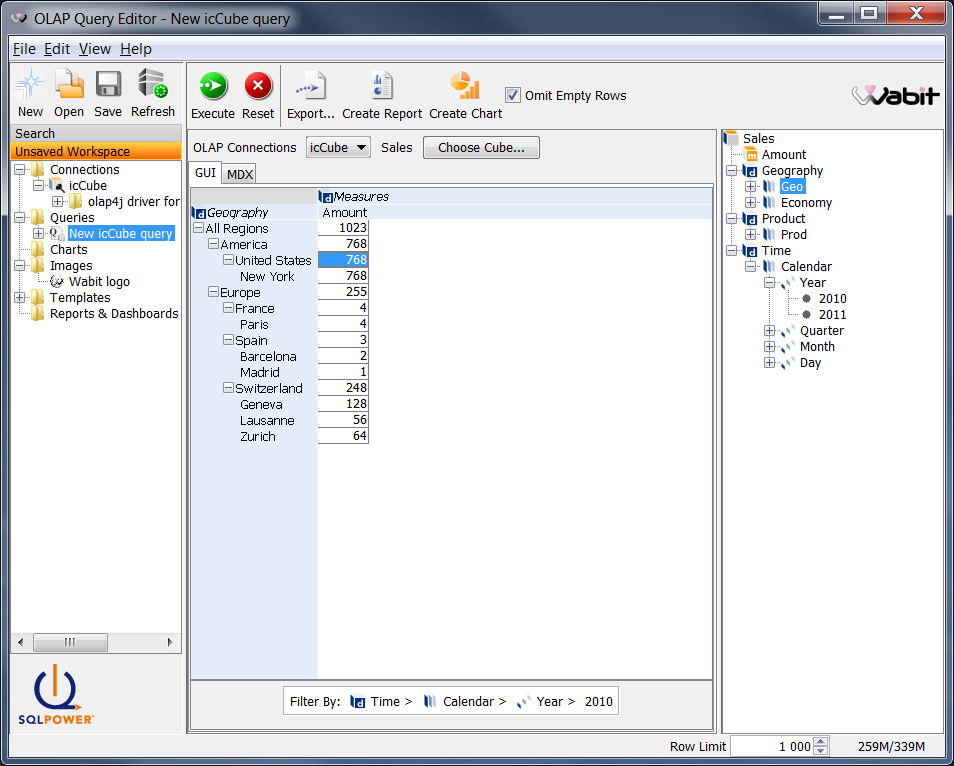 OLAP Query Editor - New icCube query
File Edit View Help
New Open Save Refresh
Search
Unsaved Workspace
Connections
icCube
olap4j driver for
Queries
New icCube query
Charts
Images
Wabit logo
Templates
Reports & Dashboards
SQLPOWER
Execute Reset Export... Create Report Create Chart Omit Empty Rows
Wabit
OLAP Connections icCube Sales Choose Cube...
GUI MDX
Measures
Geography Amount
All Regions 1023
America 768
United States 768
New York 768
Europe 255
France 4
Paris 4
Spain 3
Barcelona 2
Madrid 1
Switzerland 248
Geneva 128
Lausanne 56
Zurich 64
Filter By: Time > Calendar > Year > 2010
Sales
Amount
Geography
Geo
Economy
Product
Prod
Time
Calendar
Year
2010
2011
Quarter
Month
Day
Row Limit 1 000 259M/339M